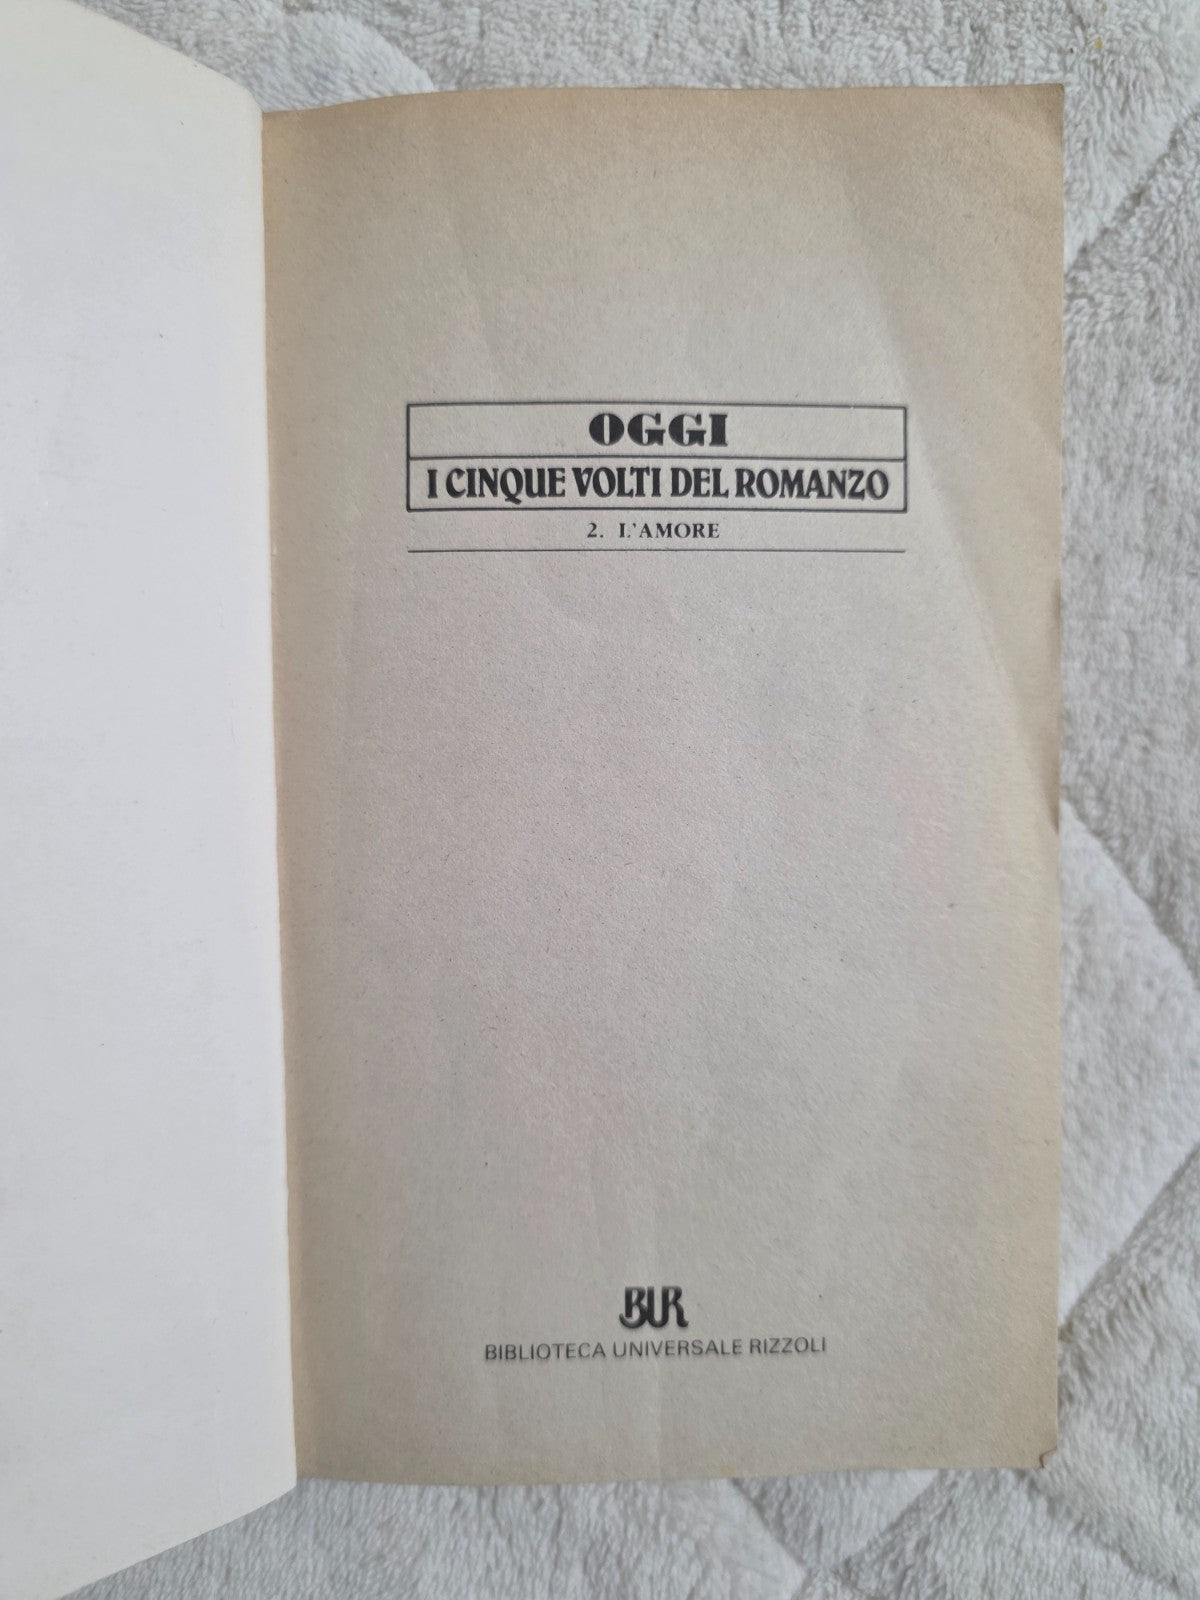 OGGI
I CINQUE VOLTI DEL ROMANZO
2. L'AMORE
BUR
BIBLIOTECA UNIVERSALE RIZZOLI